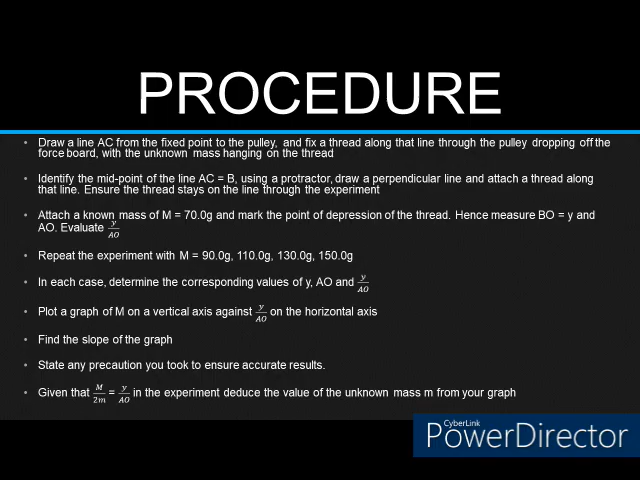 PROCEDURE
• Draw a line AC from the fixed point to the pulley, and fix a thread along that line through the pulley dropping off the
force board, with the unknown mass hanging on the thread
• Identify the mid-point of the line AC = B, using a protractor, draw a perpendicular line and attach a thread along
that line. Ensure the thread stays on the line through the experiment
• Attach a known mass of M = 70.0g and mark the point of depression of the thread. Hence measure BO = y and
AO. Evaluate y/AO
• Repeat the experiment with M = 90.0g, 110.0g, 130.0g, 150.0g
• In each case, determine the corresponding values of y, AO and y/AO
• Plot a graph of M on a vertical axis against y/AO on the horizontal axis
• Find the slope of the graph
• State any precaution you took to ensure accurate results.
• Given that M/2m = y/AO in the experiment deduce the value of the unknown mass m from your graph
CyberLink
PowerDirector